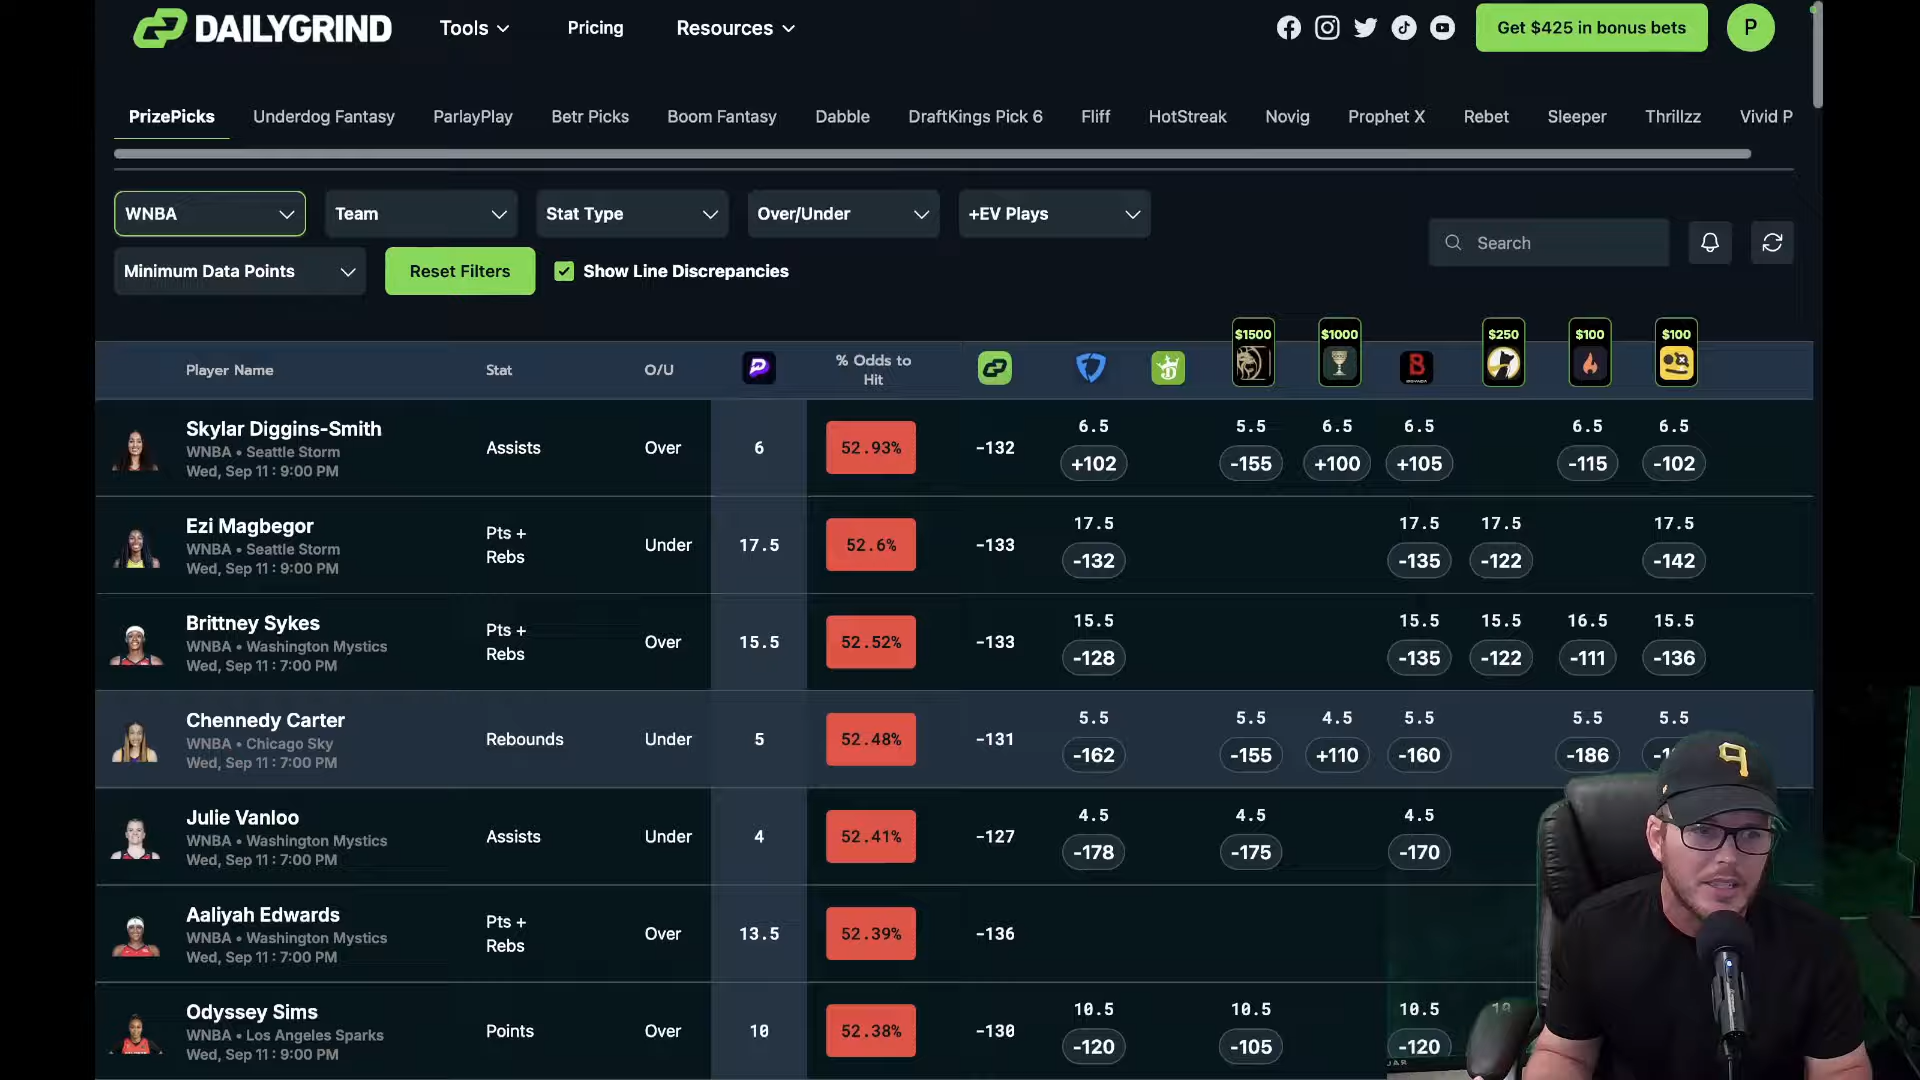 DAILYGRIND
Tools
Pricing
Resources
Get $425 in bonus bets
P
PrizePicks
Underdog Fantasy
ParlayPlay
Betr Picks
Boom Fantasy
Dabble
DraftKings Pick 6
Fliff
HotStreak
Novig
Prophet X
Rebet
Sleeper
Thrillzz
Vivid P
WNBA
Team
Stat Type
Over/Under
+EV Plays
Search
Minimum Data Points
Reset Filters
Show Line Discrepancies
$1500
$1000
$250
$100
$100
Player Name
Stat
O/U
% Odds to
Hit
Skylar Diggins-Smith
WNBA • Seattle Storm
Wed, Sep 11 : 9:00 PM
Assists
Over
6
52.93%
-132
6.5
+102
5.5
-155
6.5
+100
6.5
+105
6.5
-115
6.5
-102
Ezi Magbegor
WNBA • Seattle Storm
Wed, Sep 11 : 9:00 PM
Pts +
Rebs
Under
17.5
52.6%
-133
17.5
-132
17.5
-135
17.5
-122
17.5
-142
Brittney Sykes
WNBA • Washington Mystics
Wed, Sep 11 : 7:00 PM
Pts +
Rebs
Over
15.5
52.52%
-133
15.5
-128
15.5
-135
15.5
-122
16.5
-111
15.5
-136
Chennedy Carter
WNBA • Chicago Sky
Wed, Sep 11 : 7:00 PM
Rebounds
Under
5
52.48%
-131
5.5
-162
5.5
-155
4.5
+110
5.5
-160
5.5
-186
5.5
Julie Vanloo
WNBA • Washington Mystics
Wed, Sep 11 : 7:00 PM
Assists
Under
4
52.41%
-127
4.5
-178
4.5
-175
4.5
-170
Aaliyah Edwards
WNBA • Washington Mystics
Wed, Sep 11 : 7:00 PM
Pts +
Rebs
Over
13.5
52.39%
-136
Odyssey Sims
WNBA • Los Angeles Sparks
Wed, Sep 11 : 9:00 PM
Points
Over
10
52.38%
-130
10.5
-120
10.5
-105
10.5
-120